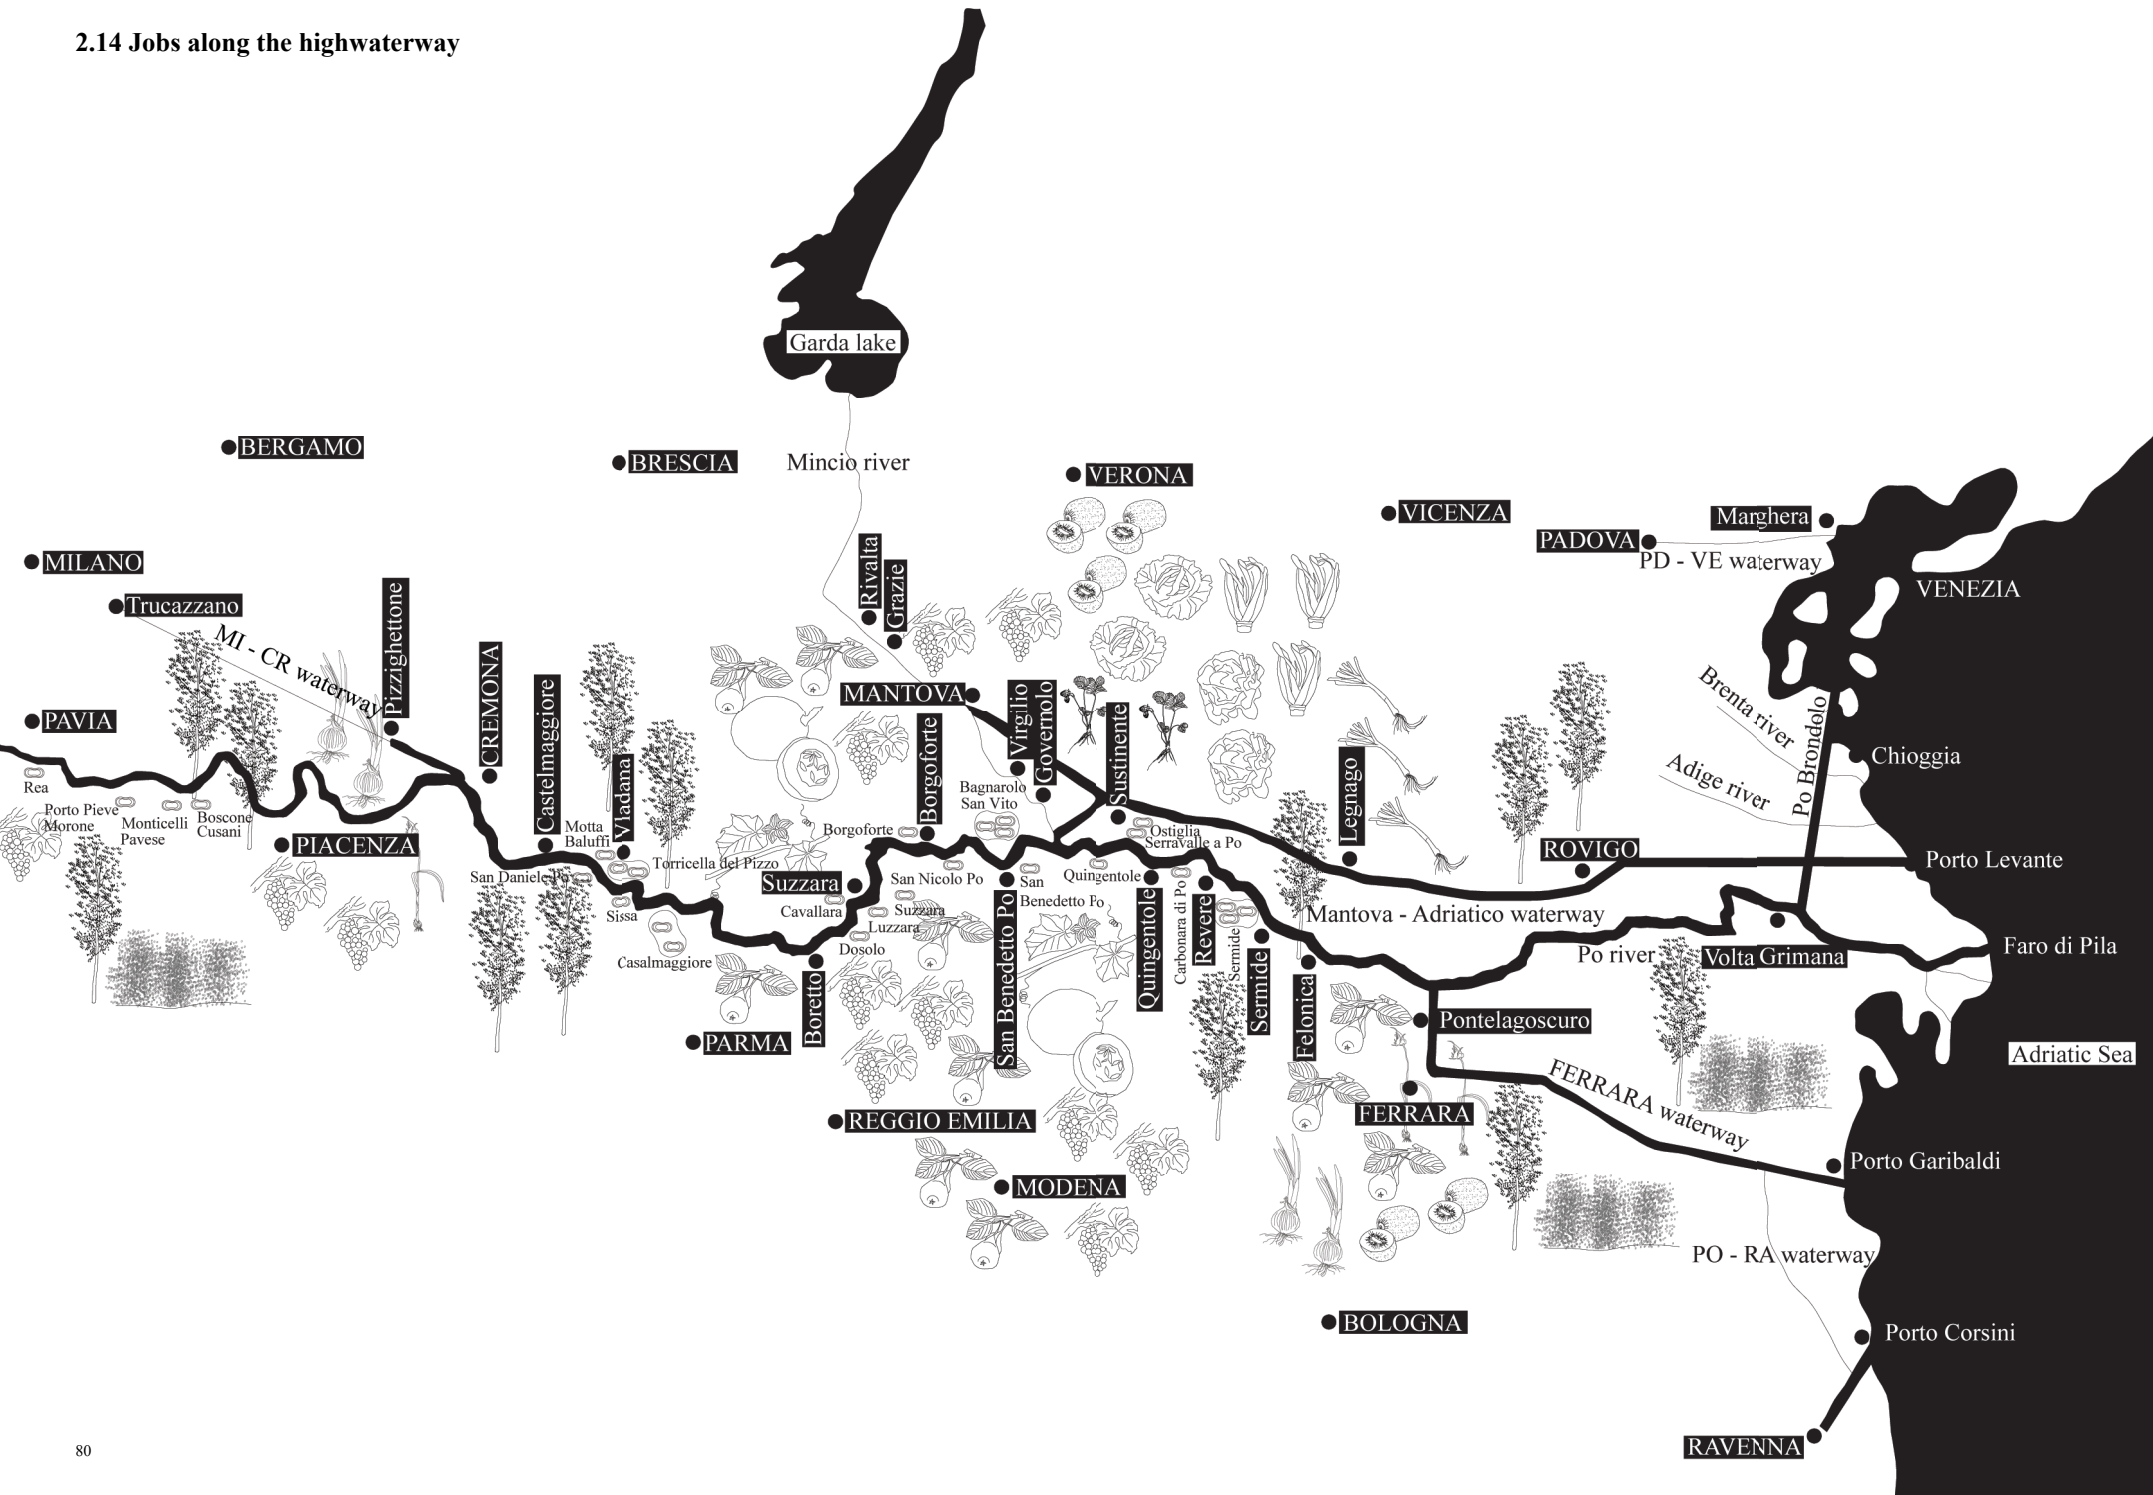 2.14 Jobs along the highwaterway
Garda lake
BERGAMO
BRESCIA
Mincio river
VERONA
VICENZA
Marghera
PADOVA
PD - VE waterway
MILANO
VENEZIA
Trucazzano
MI - CR waterway
Pizzighettone
Rivalta
Grazie
PAVIA
CREMONA
Castelmaggiore
Vladana
MANTOVA
Borgoforte
Virgilio
Governolo
Sustinente
Legnago
Brenta river
Adige river
Po Brondolo
Chioggia
Rea
Porto Pieve
Morone
Monticelli
Pavese
Boscone
Cusani
PIACENZA
Motta
Baluffi
San Daniele Po
Torricella del Pizzo
Sissa
Casalmaggiore
Borgoforte
Bagnarolo
San Vito
Ostiglia
Serravalle a Po
ROVIGO
Porto Levante
Suzzara
Cavallara
San Nicolo Po
Suzzara
Luzzara
Dosolo
San
Benedetto Po
Quingentole
San Benedetto Po
Quingentole
Carbonara di Po
Revere
Sermide
Sermide
Felonica
Mantova - Adriatico waterway
Po river
Volta Grimana
Faro di Pila
Boretto
PARMA
Pontelagoscuro
Adriatic Sea
FERRARA
FERRARA waterway
REGGIO EMILIA
MODENA
Porto Garibaldi
PO - RA waterway
BOLOGNA
Porto Corsini
RAVENNA
80